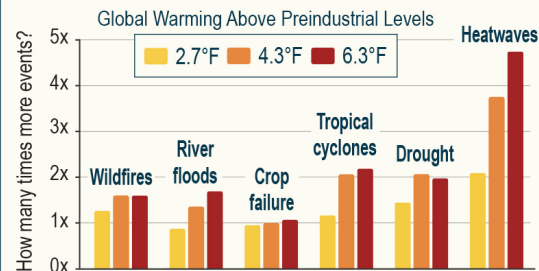 Global Warming Above Preindustrial Levels
2.7°F 4.3°F 6.3°F
How many times more events?
5x
4x
3x
2x
1x
0x
Wildfires
River
floods
Crop
failure
Tropical
cyclones
Drought
Heatwaves